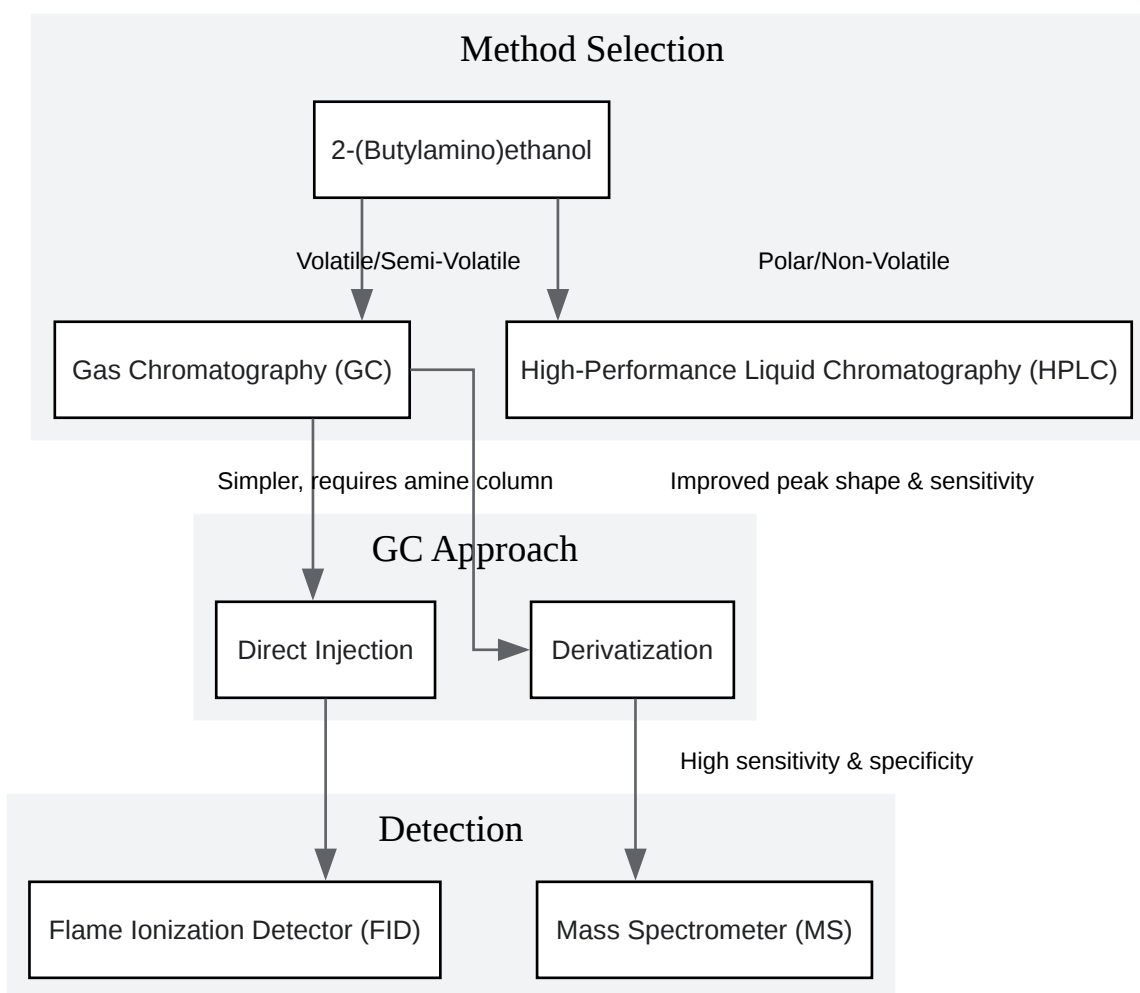 Method Selection
2-(Butylamino)ethanol
Volatile/Semi-Volatile
Polar/Non-Volatile
Gas Chromatography (GC)
High-Performance Liquid Chromatography (HPLC)
Simpler, requires amine column
Improved peak shape & sensitivity
GC Approach
Direct Injection
Derivatization
High sensitivity & specificity
Detection
Flame Ionization Detector (FID)
Mass Spectrometer (MS)